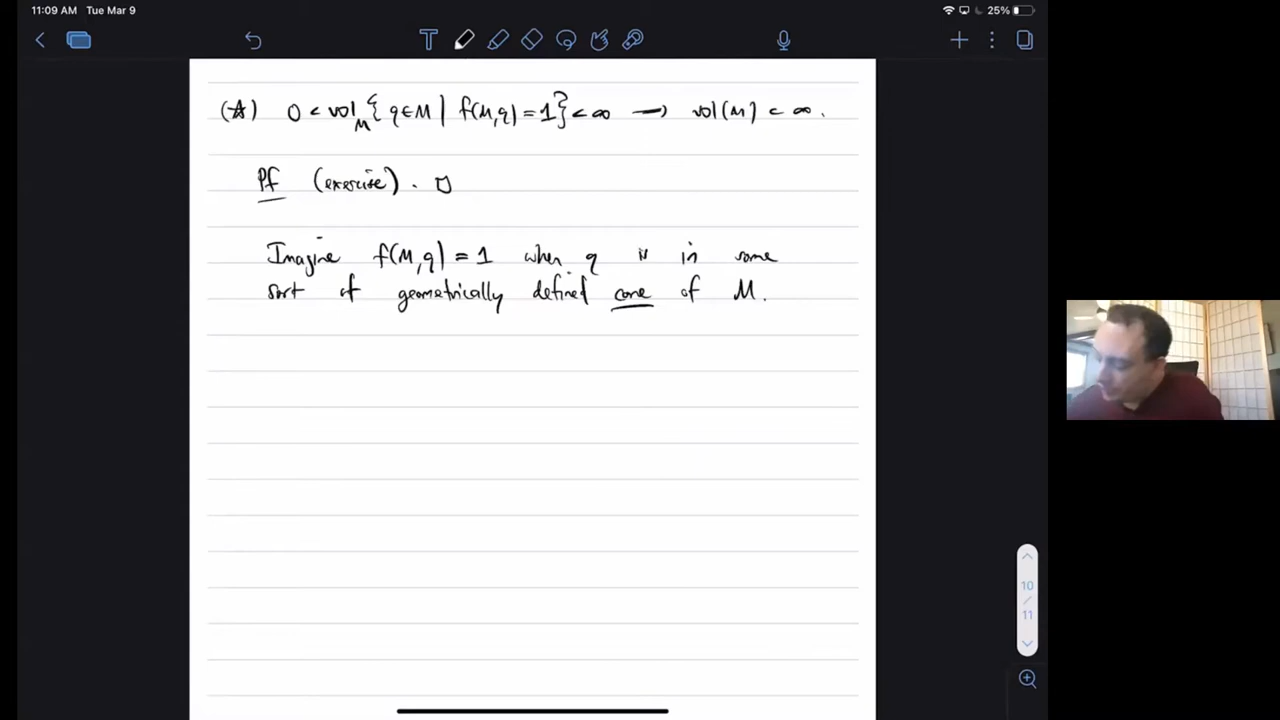 11:09 AM Tue Mar 9
25%
(☆) 0 < vol_M { q ∈ M | f(M,q) = 1 } < ∞ → vol(M) < ∞.
Pf (exercise). □
Imagine f(M,q) = 1 when q is in some
sort of geometrically defined core of M.
10
/
11